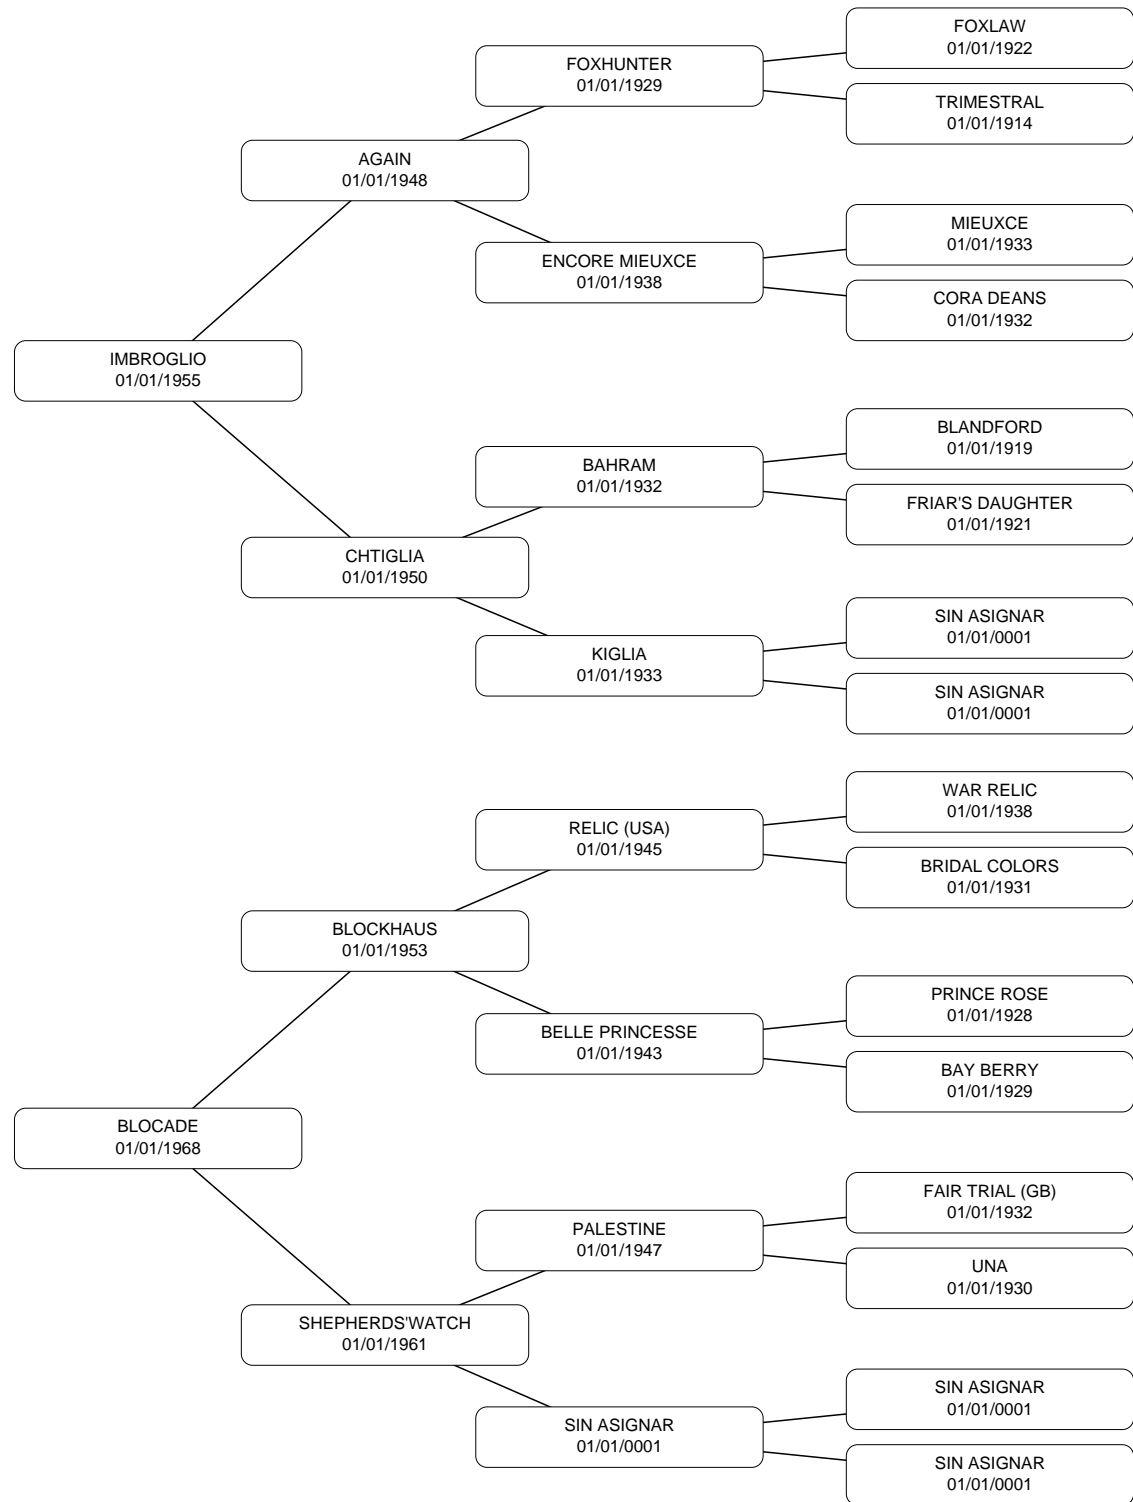 FOXLAW
01/01/1922
FOXHUNTER
01/01/1929
TRIMESTRAL
01/01/1914
AGAIN
01/01/1948
MIEUXCE
01/01/1933
ENCORE MIEUXCE
01/01/1938
CORA DEANS
01/01/1932
IMBROGLIO
01/01/1955
BLANDFORD
01/01/1919
BAHRAM
01/01/1932
FRIAR'S DAUGHTER
01/01/1921
CHTIGLIA
01/01/1950
SIN ASIGNAR
01/01/0001
KIGLIA
01/01/1933
SIN ASIGNAR
01/01/0001
WAR RELIC
01/01/1938
RELIC (USA)
01/01/1945
BRIDAL COLORS
01/01/1931
BLOCKHAUS
01/01/1953
PRINCE ROSE
01/01/1928
BELLE PRINCESSE
01/01/1943
BAY BERRY
01/01/1929
BLOCADE
01/01/1968
FAIR TRIAL (GB)
01/01/1932
PALESTINE
01/01/1947
UNA
01/01/1930
SHEPHERDS'WATCH
01/01/1961
SIN ASIGNAR
01/01/0001
SIN ASIGNAR
01/01/0001
SIN ASIGNAR
01/01/0001